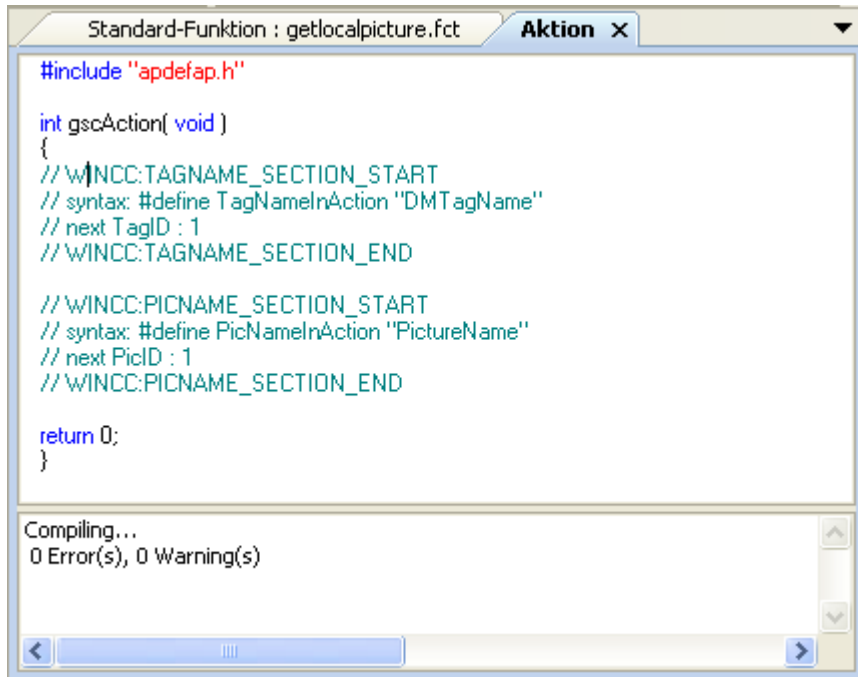 Standard-Funktion : getlocalpicture.fct
Aktion
#include "apdefap.h"
int gscAction( void )
{
// WINCC:TAGNAME_SECTION_START
// syntax: #define TagNameInAction "DMTagName"
// next TagID : 1
// WINCC:TAGNAME_SECTION_END
// WINCC:PICNAME_SECTION_START
// syntax: #define PicNameInAction "PictureName"
// next PicID : 1
// WINCC:PICNAME_SECTION_END
return 0;
}
Compiling...
0 Error(s), 0 Warning(s)